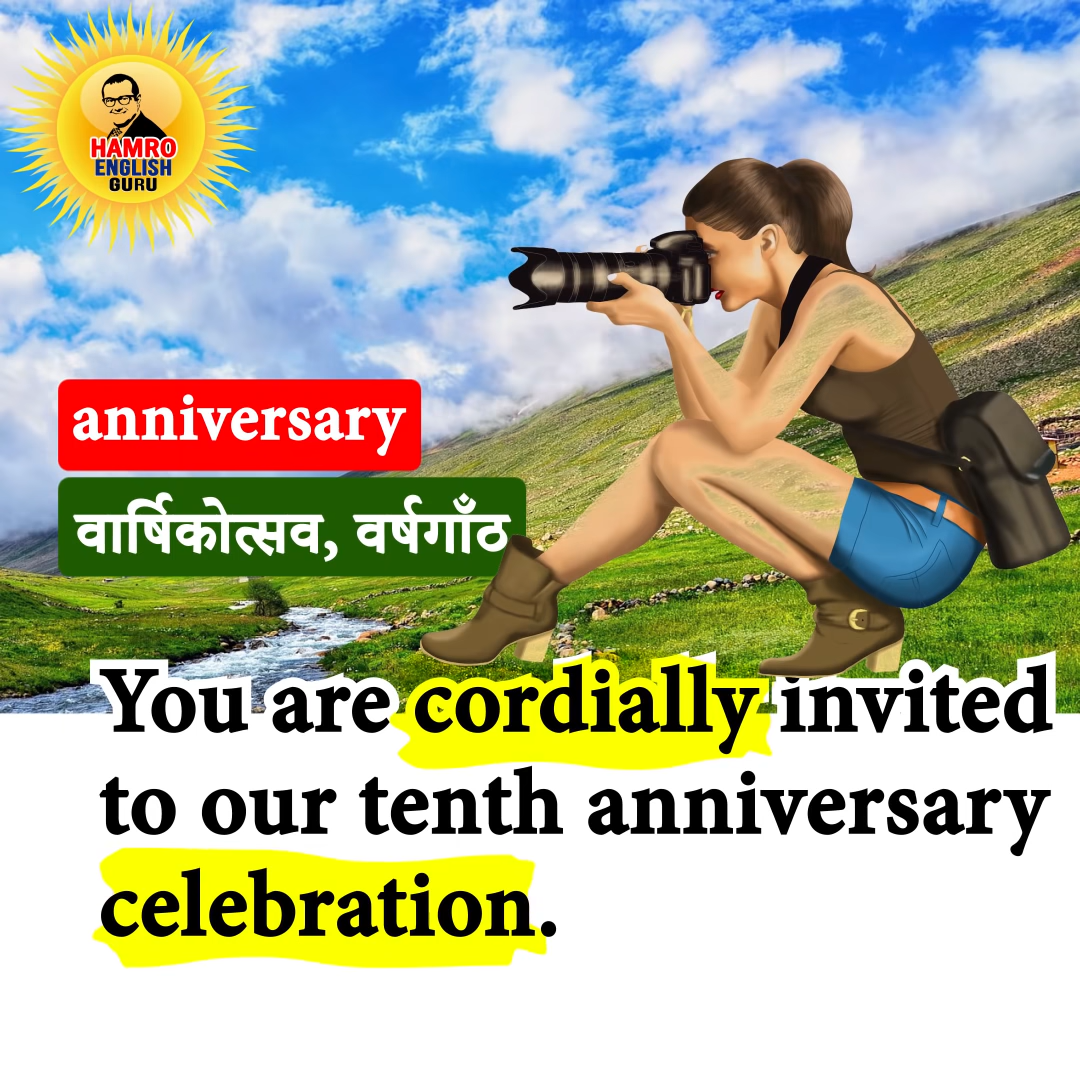 HAMRO
ENGLISH
GURU
anniversary
वार्षिकोत्सव, वर्षगाँठ
You are cordially invited
to our tenth anniversary
celebration.